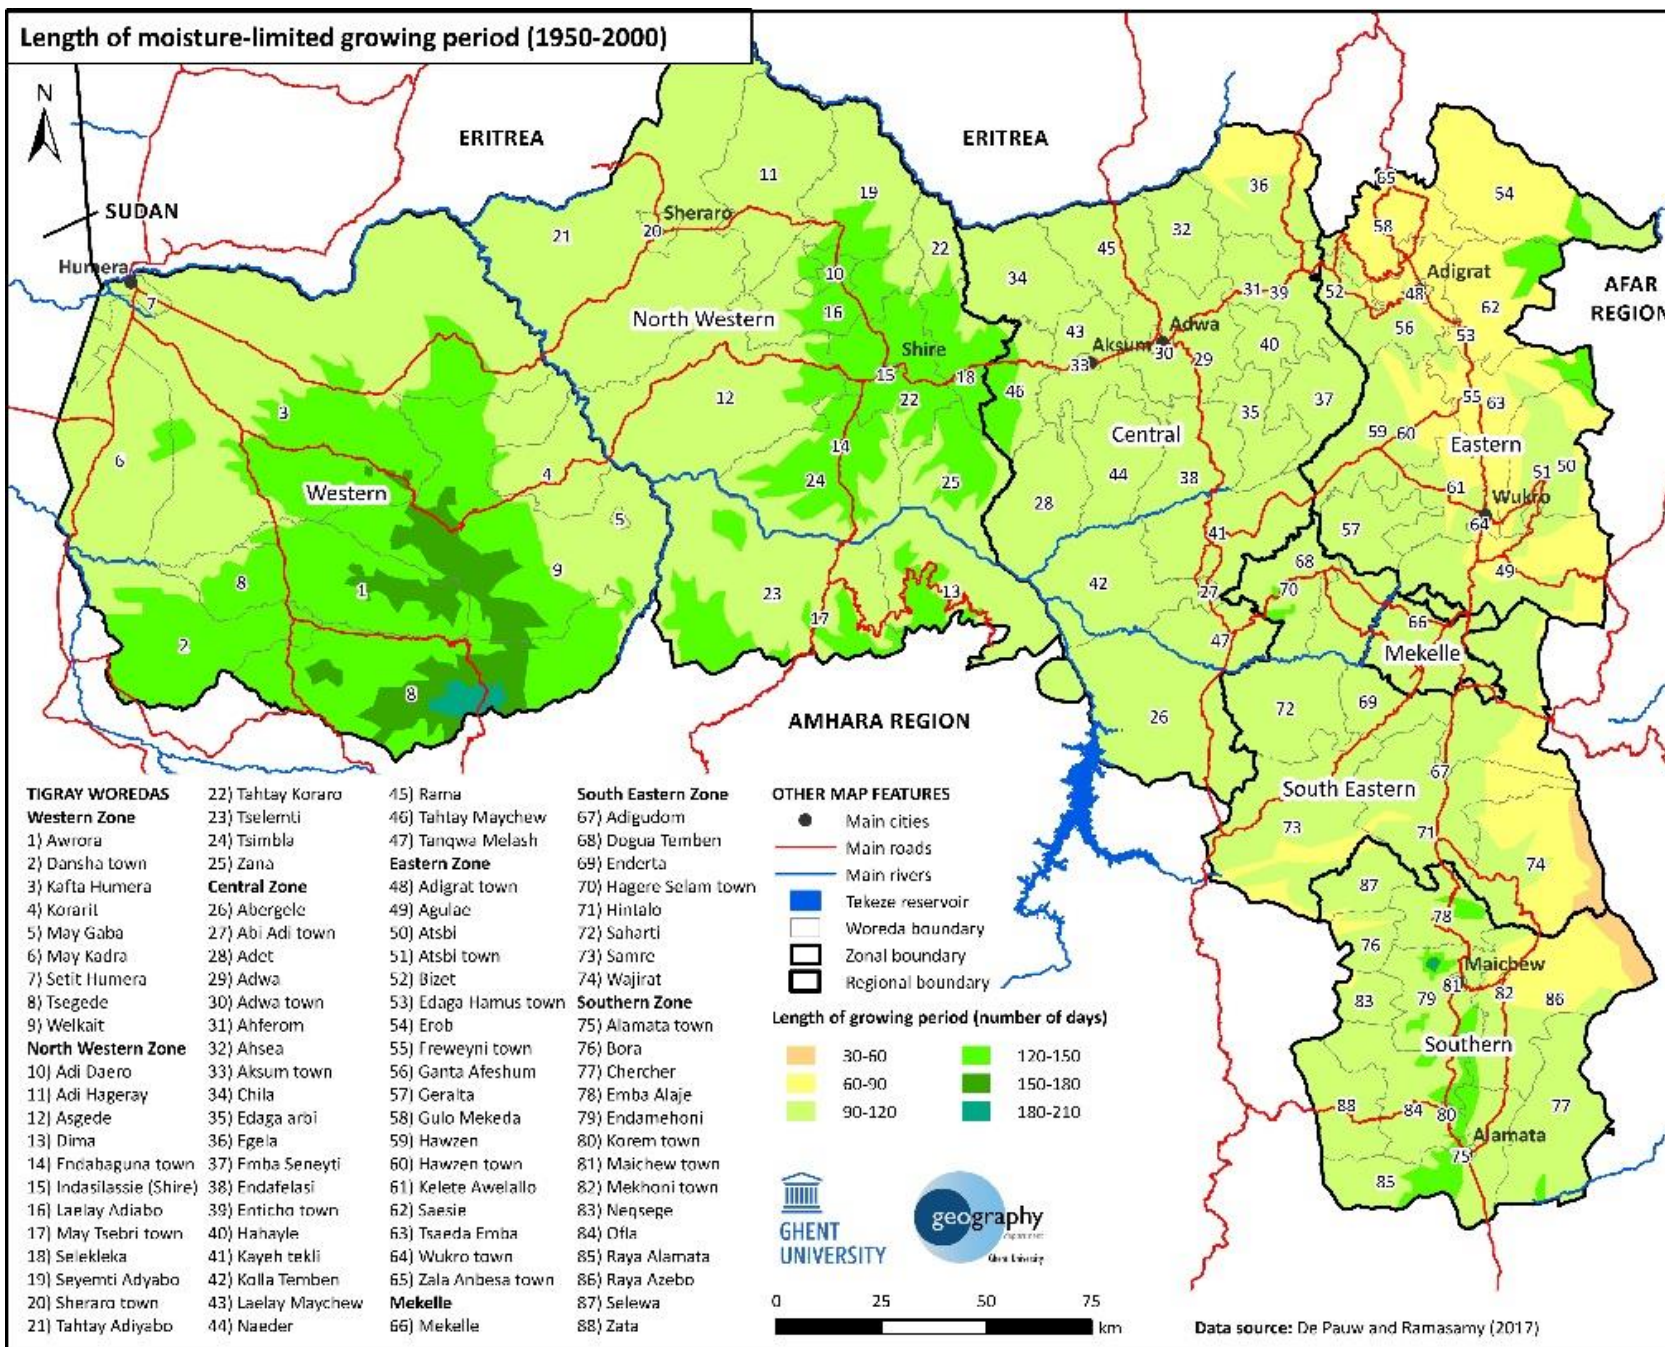 Length of moisture-limited growing period (1950-2000)
N
ERITREA
ERITREA
SUDAN
AFAR
REGION
AMHARA REGION
Humera
Sheraro
Shire
Aksum
Adwa
Adigrat
Wukro
Maichew
Alamata
Western
North Western
Central
Eastern
Mekelle
South Eastern
Southern
TIGRAY WOREDAS
Western Zone
1) Awrora
2) Dansha town
3) Kafta Humera
4) Korarit
5) May Gaba
6) May Kadra
7) Setit Humera
8) Tsegede
9) Welkait
North Western Zone
10) Adi Daero
11) Adi Hageray
12) Asgede
13) Dima
14) Endabaguna town
15) Indasilassie (Shire)
16) Laelay Adiabo
17) May Tsebri town
18) Selekleka
19) Seyemti Adyabo
20) Sheraro town
21) Tahtay Adiyabo
22) Tahtay Koraro
23) Tselemti
24) Tsimbla
25) Zana
Central Zone
26) Abergele
27) Abi Adi town
28) Adet
29) Adwa
30) Adwa town
31) Ahferom
32) Ahsea
33) Aksum town
34) Chila
35) Edaga arbi
36) Egela
37) Emba Seneyti
38) Endafelasi
39) Enticho town
40) Hahayle
41) Kayeh tekli
42) Kolla Temben
43) Laelay Maychew
44) Naeder
45) Rama
46) Tahtay Maychew
47) Tanqwa Melash
Eastern Zone
48) Adigrat town
49) Agulae
50) Atsbi
51) Atsbi town
52) Bizet
53) Edaga Hamus town
54) Erob
55) Freweyni town
56) Ganta Afeshum
57) Geralta
58) Gulo Mekeda
59) Hawzen
60) Hawzen town
61) Kelete Awelallo
62) Saesie
63) Tsaeda Emba
64) Wukro town
65) Zala Anbesa town
Mekelle
66) Mekelle
South Eastern Zone
67) Adigudom
68) Dogua Temben
69) Enderta
70) Hagere Selam town
71) Hintalo
72) Saharti
73) Samre
74) Wajirat
Southern Zone
75) Alamata town
76) Bora
77) Chercher
78) Emba Alaje
79) Endamehoni
80) Korem town
81) Maichew town
82) Mekhoni town
83) Neqsege
84) Ofla
85) Raya Alamata
86) Raya Azebo
87) Selewa
88) Zata
OTHER MAP FEATURES
Main cities
Main roads
Main rivers
Tekeze reservoir
Woreda boundary
Zonal boundary
Regional boundary
Length of growing period (number of days)
30-60
60-90
90-120
120-150
150-180
180-210
GHENT
UNIVERSITY
geography
Ghent University
0 25 50 75
km
Data source: De Pauw and Ramasamy (2017)